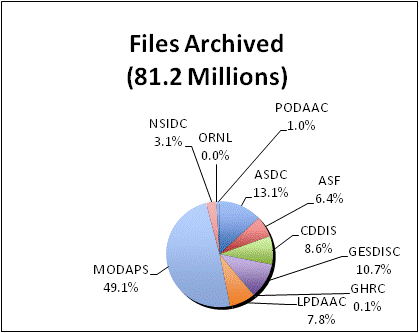 Files Archived
(81.2 Millions)
PODAAC
1.0%
NSIDC
3.1%
ORNL
0.0%
ASDC
13.1%
ASF
6.4%
CDDIS
8.6%
GESDISC
10.7%
GHRC
0.1%
LPDAAC
7.8%
MODAPS
49.1%